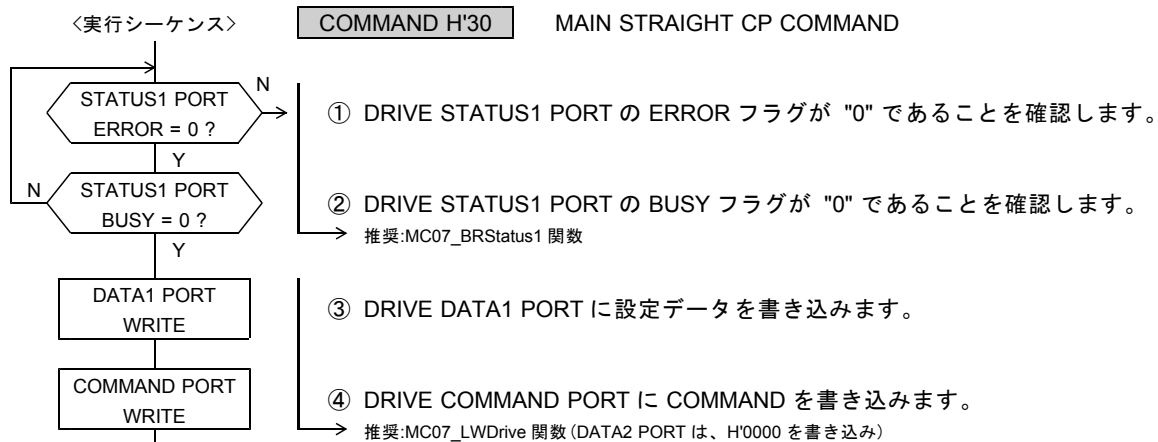 〈実行シーケンス〉 COMMAND H'30 MAIN STRAIGHT CP COMMAND
N
STATUS1 PORT
ERROR = 0 ?
① DRIVE STATUS1 PORT の ERROR フラグが "0" であることを確認します。
Y
N
STATUS1 PORT
BUSY = 0 ?
② DRIVE STATUS1 PORT の BUSY フラグが "0" であることを確認します。
推奨:MC07_BRStatus1 関数
Y
DATA1 PORT
WRITE
③ DRIVE DATA1 PORT に設定データを書き込みます。
COMMAND PORT
WRITE
④ DRIVE COMMAND PORT に COMMAND を書き込みます。
推奨:MC07_LWDrive 関数(DATA2 PORT は、H'0000 を書き込み)